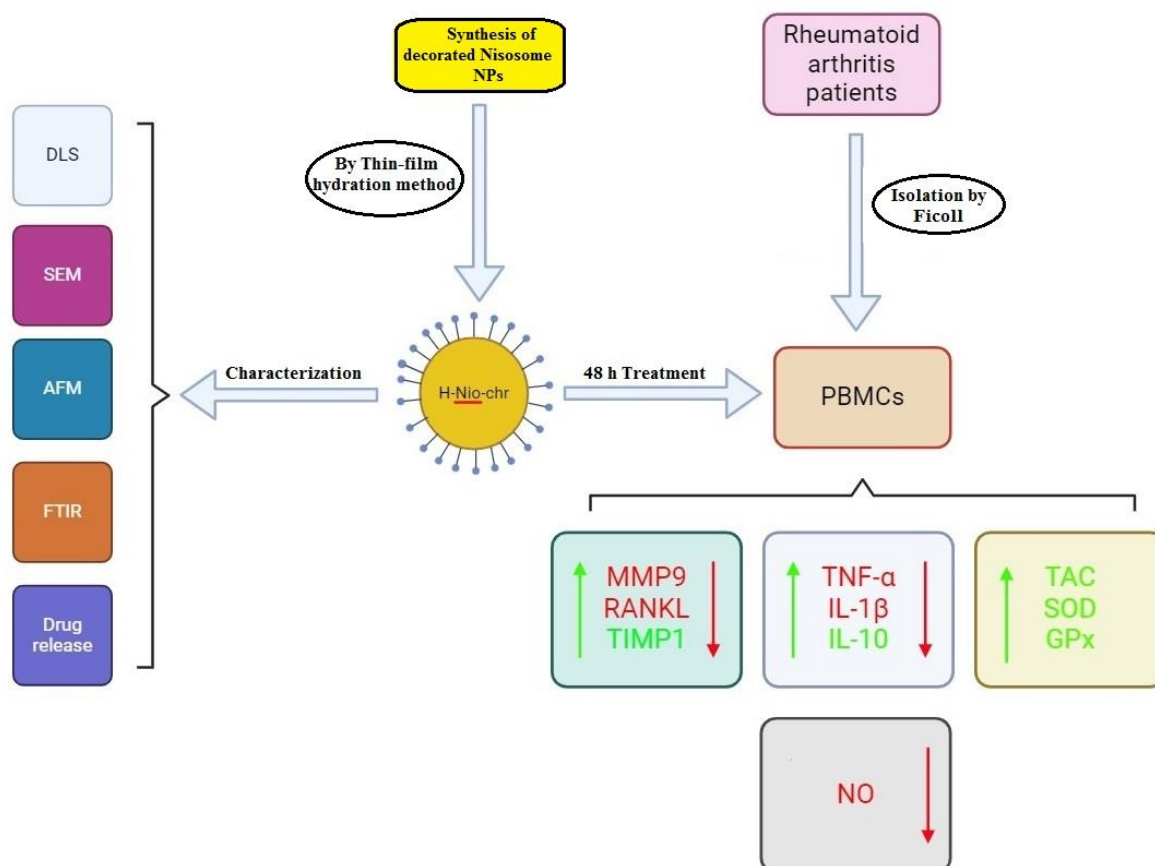 Synthesis of
decorated Nisosome
NPs
Rheumatoid
arthritis
patients
By Thin-film
hydration method
Isolation by
Ficoll
DLS
SEM
AFM
FTIR
Drug
release
Characterization
H-Nio-chr
48 h Treatment
PBMCs
MMP9
RANKL
TIMP1
TNF-α
IL-1β
IL-10
TAC
SOD
GPx
NO